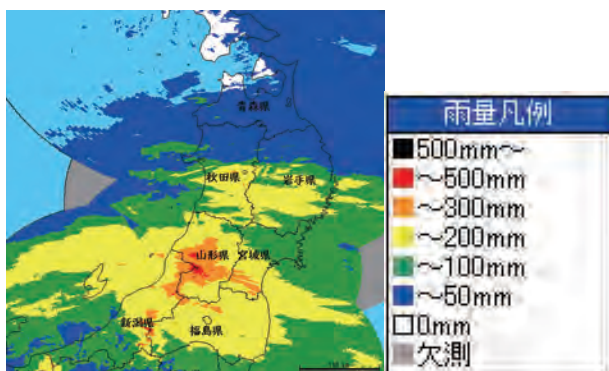 青森県
秋田県
岩手県
山形県
宮城県
新潟県
福島県
雨量凡例
500mm～
～500mm
～300mm
～200mm
～100mm
～50mm
0mm
欠測